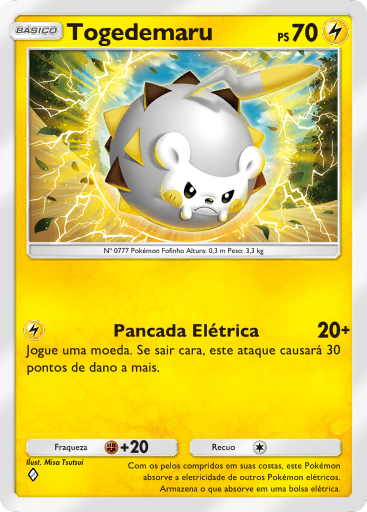 BÁSICO Togedemaru PS 70
Nº 0777 Pokémon Fofinho Altura: 0,3 m Peso: 3,3 kg
Pancada Elétrica 20+
Jogue uma moeda. Se sair cara, este ataque causará 30
pontos de dano a mais.
Fraqueza +20 Recuo
Ilust. Misa Tsutsui
Com os pelos compridos em suas costas, este Pokémon
absorve a eletricidade de outros Pokémon elétricos.
Armazena o que absorve em uma bolsa elétrica.